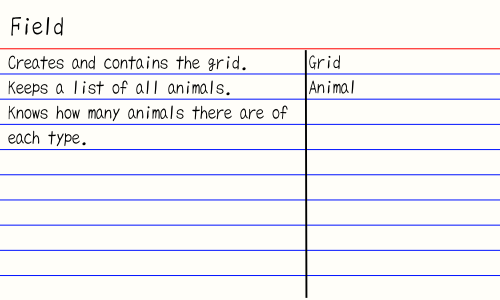 Field
Creates and contains the grid.
Grid
Keeps a list of all animals.
Animal
Knows how many animals there are of
each type.